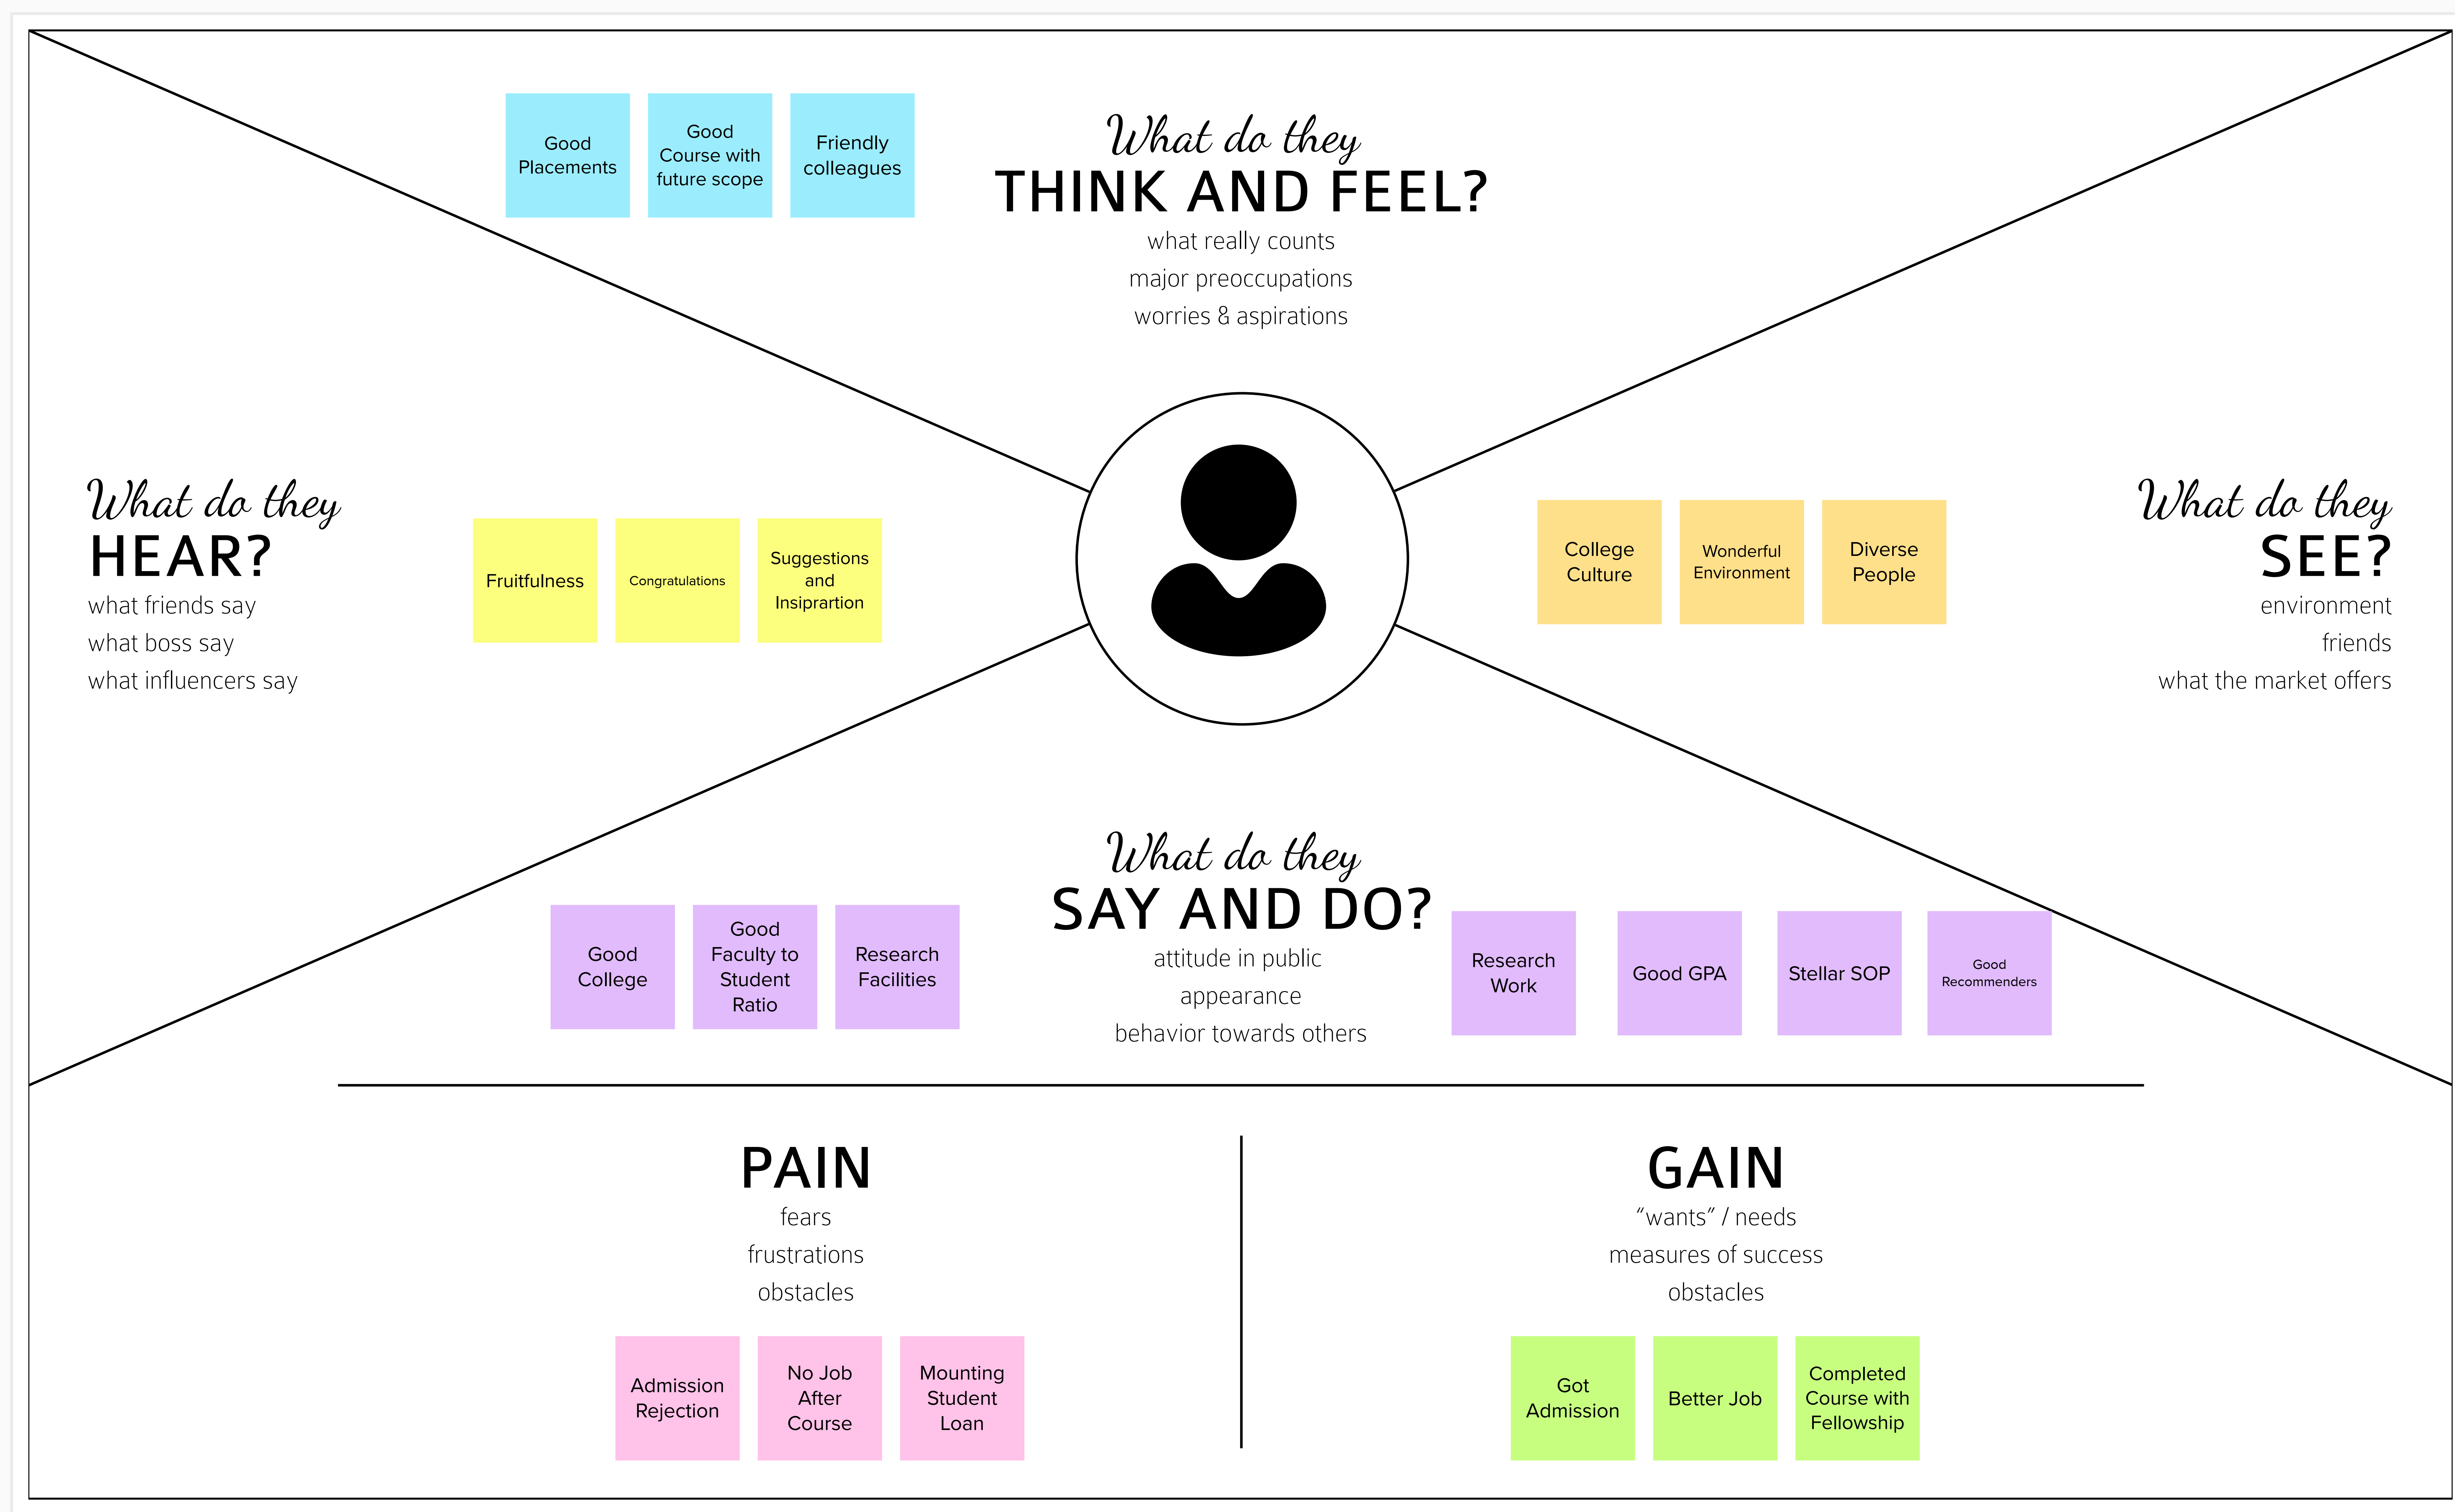 Good
Placements
Good
Course with
future scope
Friendly
colleagues
What do they
THINK AND FEEL?
what really counts
major preoccupations
worries & aspirations
What do they
HEAR?
what friends say
what boss say
what influencers say
Fruitfulness
Congratulations
Suggestions
and
Insiprartion
College
Culture
Wonderful
Environment
Diverse
People
What do they
SEE?
environment
friends
what the market offers
What do they
SAY AND DO?
attitude in public
appearance
behavior towards others
Good
College
Good
Faculty to
Student
Ratio
Research
Facilities
Research
Work
Good GPA
Stellar SOP
Good
Recommenders
PAIN
fears
frustrations
obstacles
Admission
Rejection
No Job
After
Course
Mounting
Student
Loan
GAIN
“wants” / needs
measures of success
obstacles
Got
Admission
Better Job
Completed
Course with
Fellowship